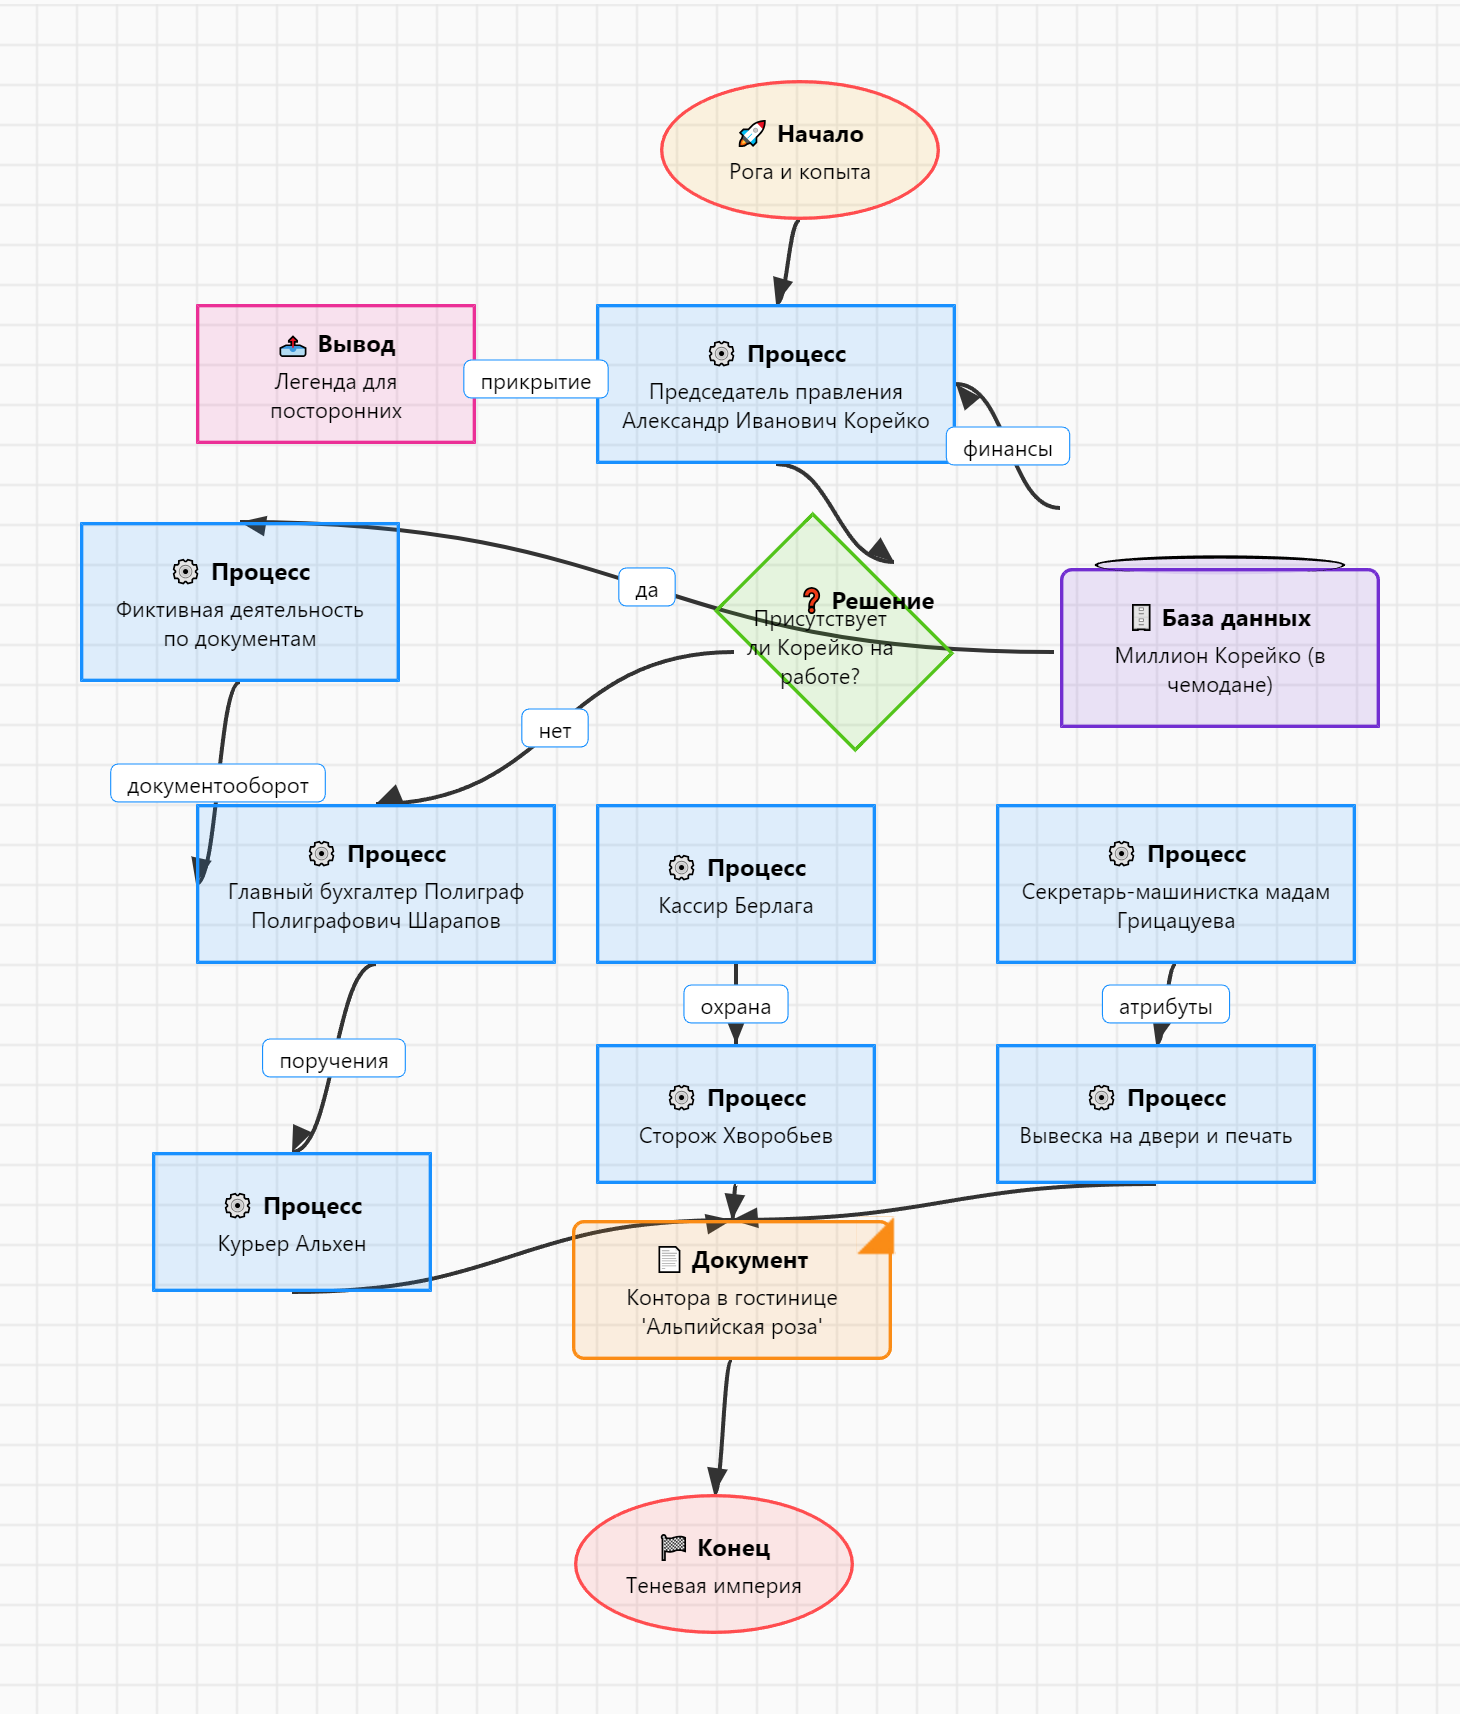 🚀 Начало
Рога и копыта
📤 Вывод
Легенда для
посторонних
прикрытие
⚙️ Процесс
Председатель правления
Александр Иванович Корейко
финансы
⚙️ Процесс
Фиктивная деятельность
по документам
да
❓ Решение
Присутствует
ли Корейко на
работе?
🗄️ База данных
Миллион Корейко (в
чемодане)
нет
документооборот
⚙️ Процесс
Главный бухгалтер Полиграф
Полиграфович Шарапов
⚙️ Процесс
Кассир Берлага
⚙️ Процесс
Секретарь-машинистка мадам
Грицацуева
поручения
охрана
атрибуты
⚙️ Процесс
Курьер Альхен
⚙️ Процесс
Сторож Хворобьев
⚙️ Процесс
Вывеска на двери и печать
📄 Документ
Контора в гостинице
'Альпийская роза'
🏁 Конец
Теневая империя